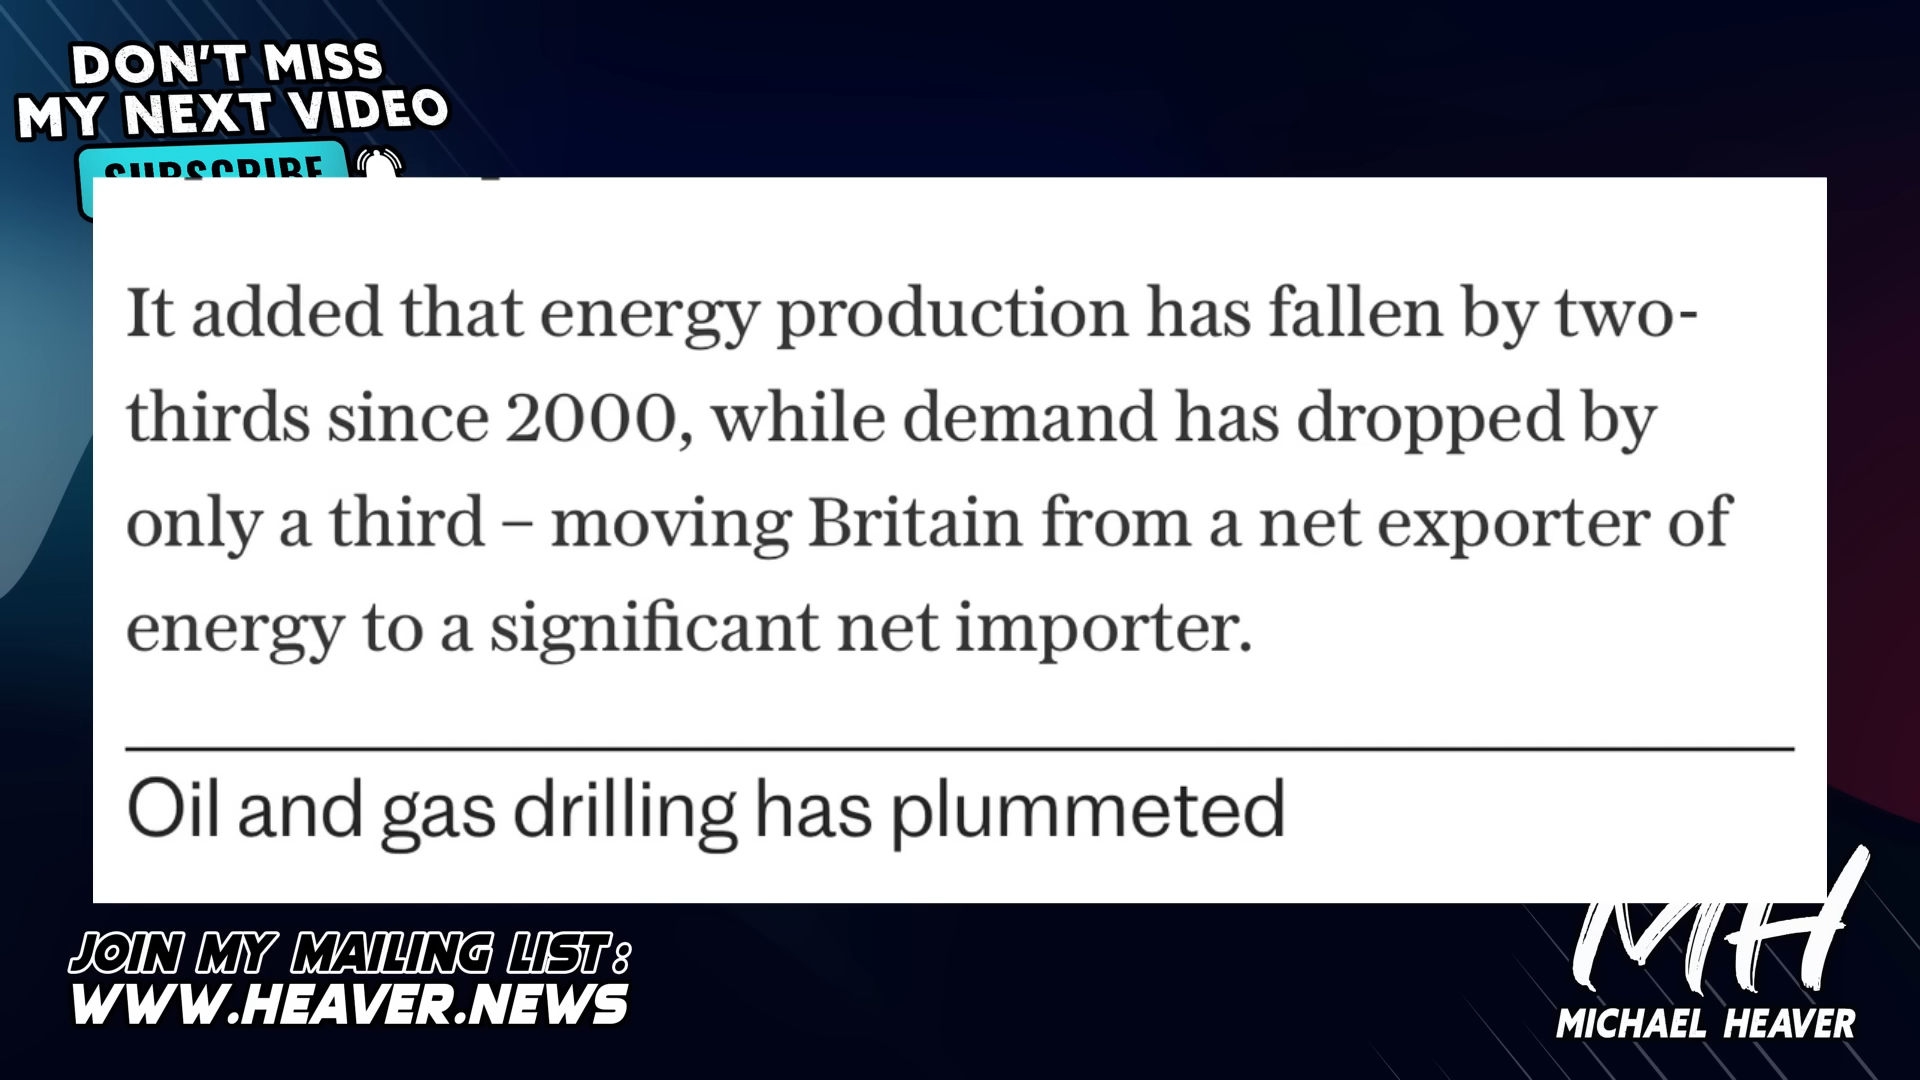 DON'T MISS
MY NEXT VIDEO
SUBSCRIBE
It added that energy production has fallen by two-
thirds since 2000, while demand has dropped by
only a third – moving Britain from a net exporter of
energy to a significant net importer.
Oil and gas drilling has plummeted
JOIN MY MAILING LIST:
WWW.HEAVER.NEWS
MH
MICHAEL HEAVER